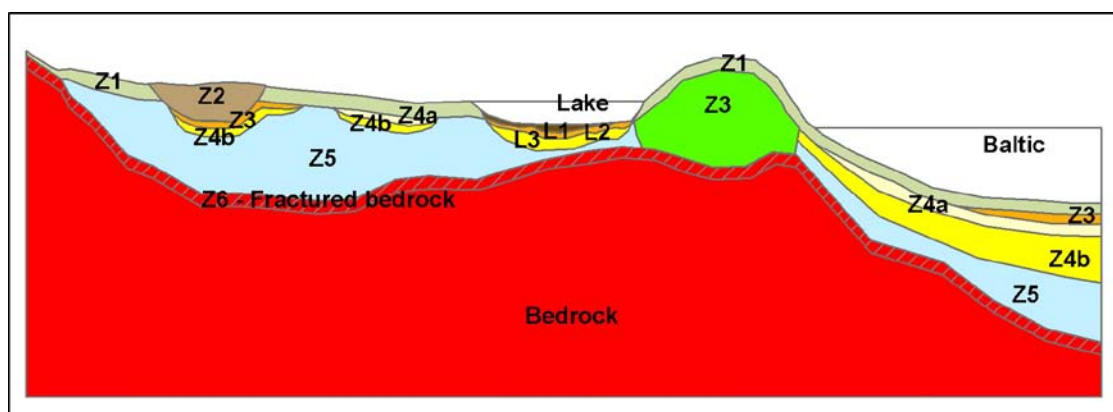 Z1
Z2
Z3
Z4b
Z4b
Z4a
Z5
Lake
L3
L1
L2
Z1
Z3
Baltic
Z4a
Z3
Z4b
Z5
Z6 - Fractured bedrock
Bedrock